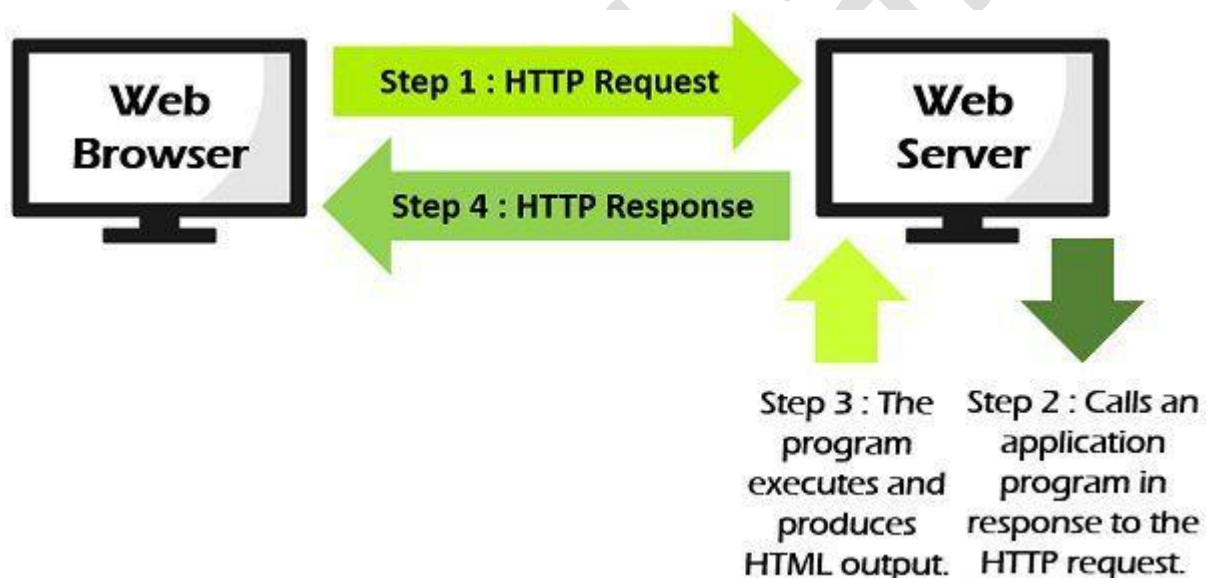 Web
Browser
Step 1 : HTTP Request
Web
Server
Step 4 : HTTP Response
Step 3 : The
program
executes and
produces
HTML output.
Step 2 : Calls an
application
program in
response to the
HTTP request.